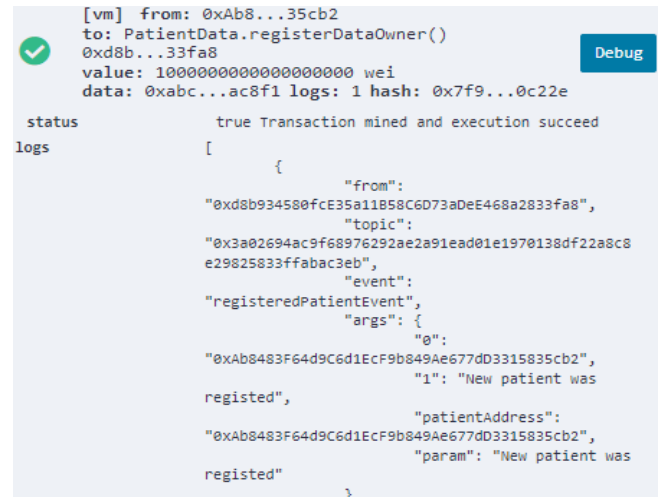 [vm] from: 0xAb8...35cb2
to: PatientData.registerDataOwner()
0xd8b...33fa8
value: 1000000000000000000 wei
data: 0xabc...ac8f1 logs: 1 hash: 0x7f9...0c22e
Debug
status true Transaction mined and execution succeed
logs [
{
"from":
"0xd8b934580fcE35a11B58C6D73aDeE468a2833fa8",
"topic":
"0x3a02694ac9f68976292ae2a91ead01e1970138df22a8c8
e29825833ffabac3eb",
"event":
"registeredPatientEvent",
"args": {
"0":
"0xAb8483F64d9C6d1EcF9b849Ae677dD3315835cb2",
"1": "New patient was
registed",
"patientAddress":
"0xAb8483F64d9C6d1EcF9b849Ae677dD3315835cb2",
"param": "New patient was
registed"
}